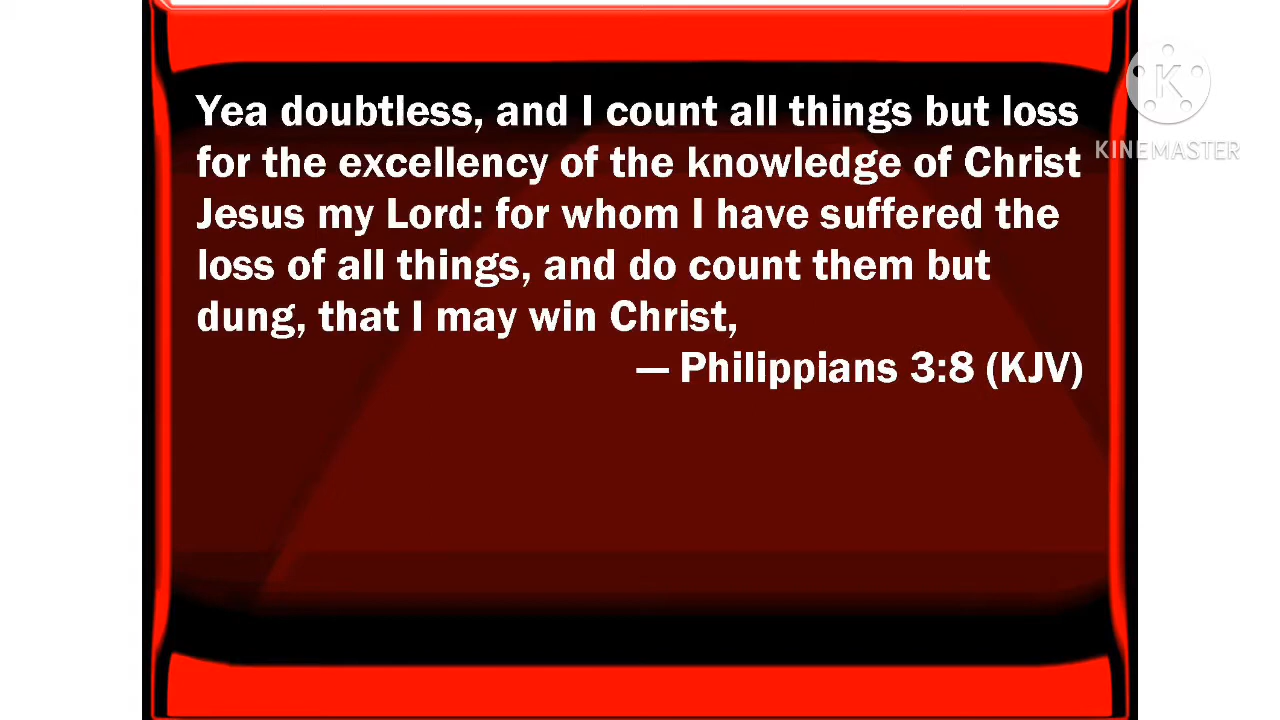 Yea doubtless, and I count all things but loss
for the excellency of the knowledge of Christ
Jesus my Lord: for whom I have suffered the
loss of all things, and do count them but
dung, that I may win Christ,
— Philippians 3:8 (KJV)
K
KINEMASTER